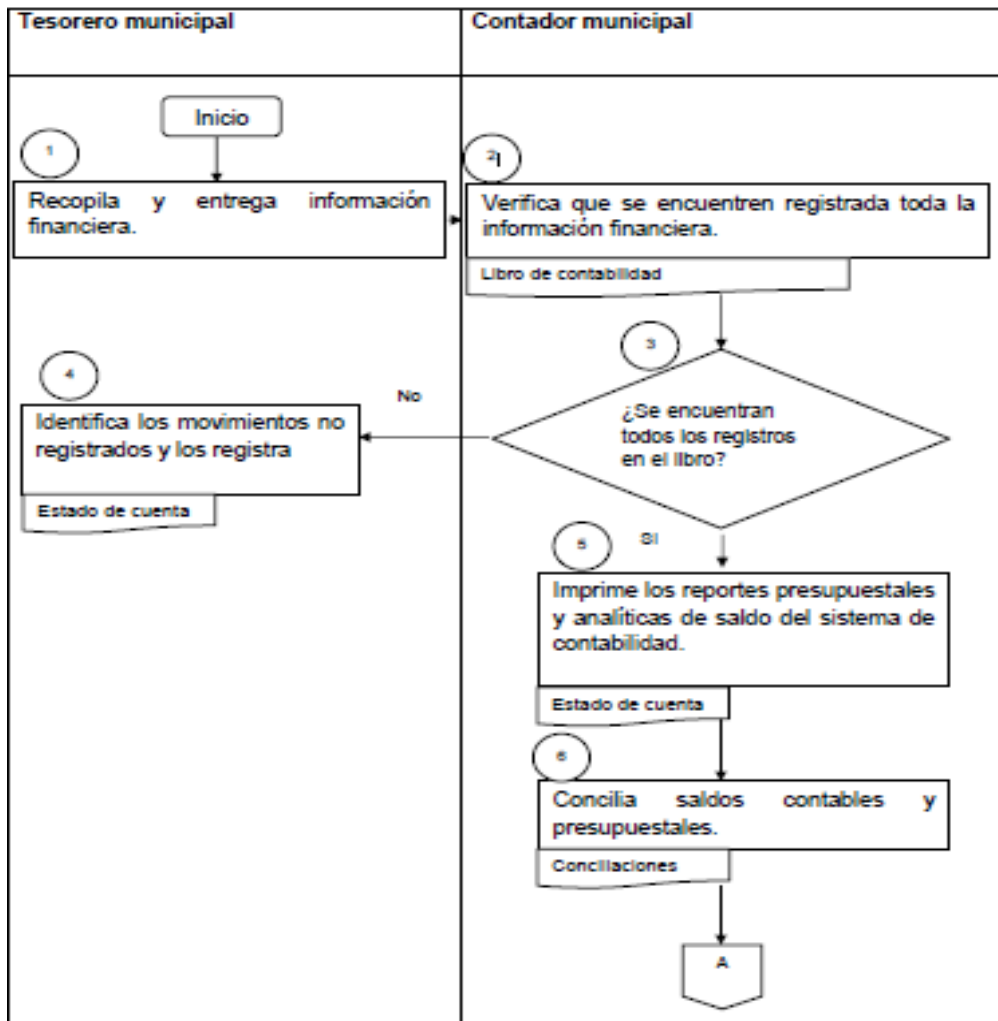 Tesorero municipal
Contador municipal
Inicio
1
Recopila y entrega información
financiera.
2
Verifica que se encuentren registrada toda la
información financiera.
Libro de contabilidad
3
¿Se encuentran
todos los registros
en el libro?
No
4
Identifica los movimientos no
registrados y los registra
Estado de cuenta
Si
5
Imprime los reportes presupuestales
y analíticas de saldo del sistema de
contabilidad.
Estado de cuenta
6
Concilia saldos contables y
presupuestales.
Conciliaciones
A